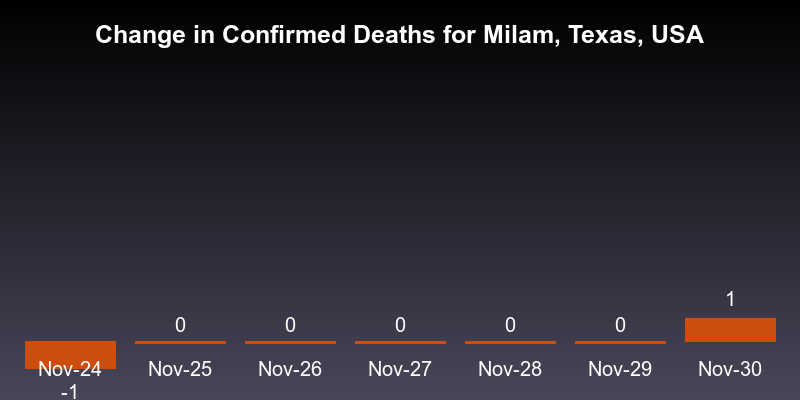 Change in Confirmed Deaths for Milam, Texas, USA
1
0 0 0 0 0
Nov-24 Nov-25 Nov-26 Nov-27 Nov-28 Nov-29 Nov-30
-1